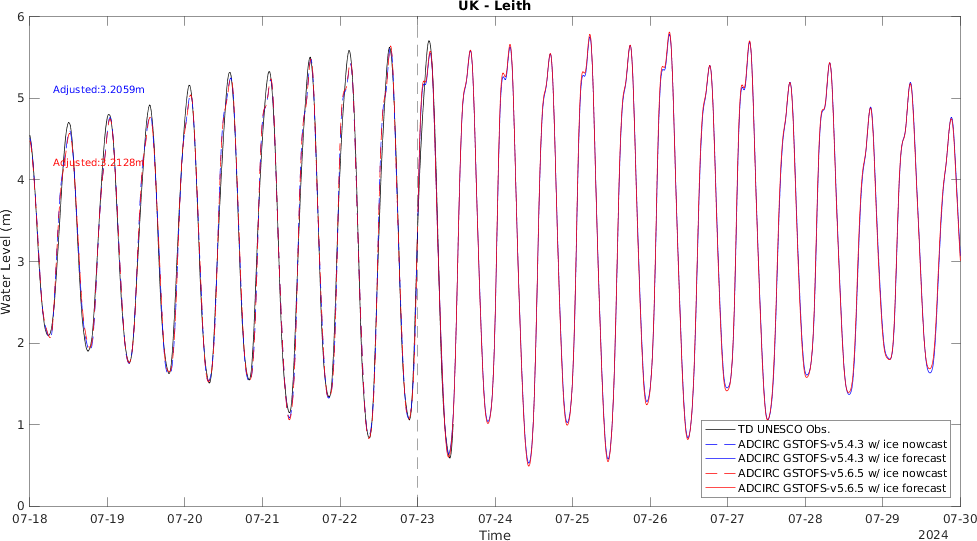 UK - Leith
6
5
4
3
2
1
0
Water Level (m)
Adjusted:3.2059m
Adjusted:3.2128m
TD UNESCO Obs.
ADCIRC GSTOFS-v5.4.3 w/ ice nowcast
ADCIRC GSTOFS-v5.4.3 w/ ice forecast
ADCIRC GSTOFS-v5.6.5 w/ ice nowcast
ADCIRC GSTOFS-v5.6.5 w/ ice forecast
07-18 07-19 07-20 07-21 07-22 07-23 07-24 07-25 07-26 07-27 07-28 07-29 07-30
Time
2024